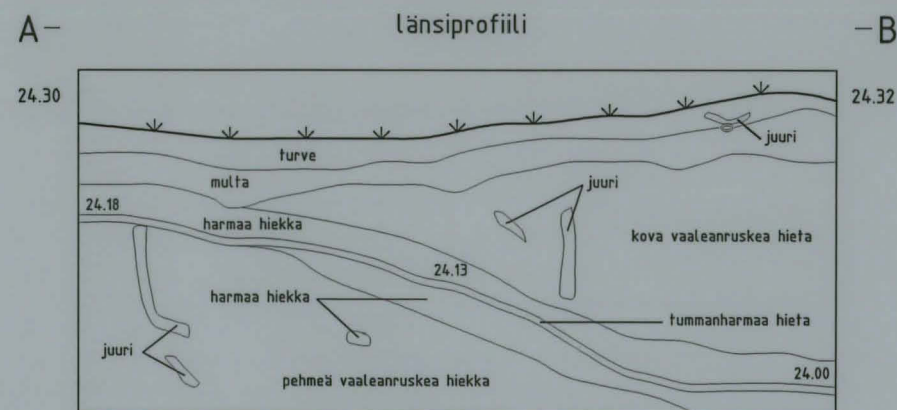 A– länsiprofiili –B
24.30 24.32
turve
juuri
multa
juuri
24.18
harmaa hiekka
kova vaaleanruskea hieta
24.13
harmaa hiekka
tummanharmaa hieta
juuri
24.00
pehmeä vaaleanruskea hiekka